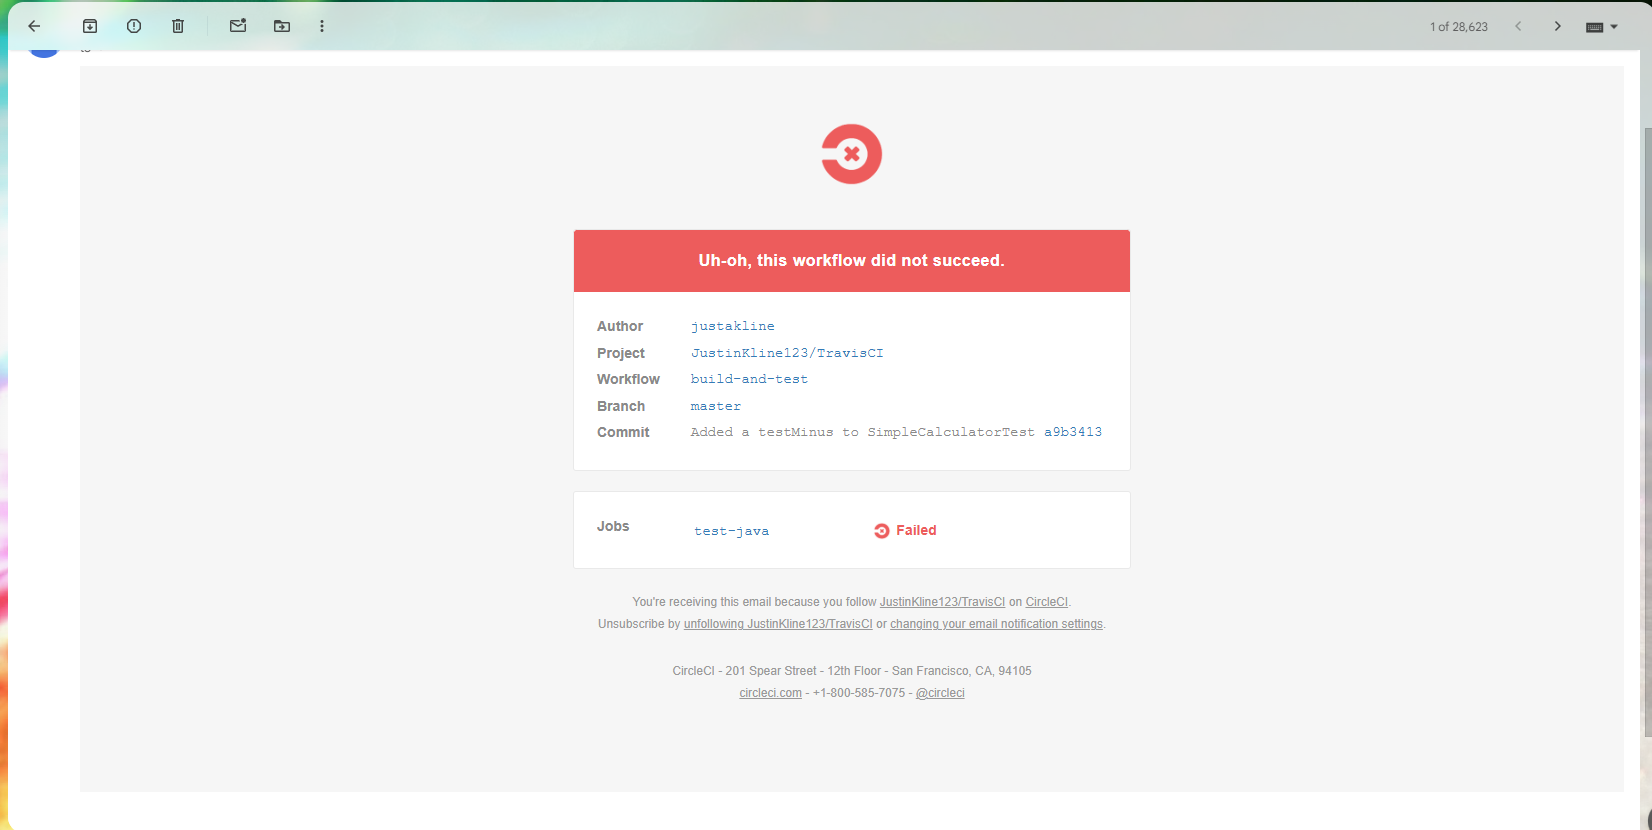 1 of 28,623
Uh-oh, this workflow did not succeed.
Author justakline
Project JustinKline123/TravisCI
Workflow build-and-test
Branch master
Commit Added a testMinus to SimpleCalculatorTest a9b3413
Jobs test-java Failed
You're receiving this email because you follow JustinKline123/TravisCI on CircleCI.
Unsubscribe by unfollowing JustinKline123/TravisCI or changing your email notification settings.
CircleCI - 201 Spear Street - 12th Floor - San Francisco, CA, 94105
circleci.com - +1-800-585-7075 - @circleci